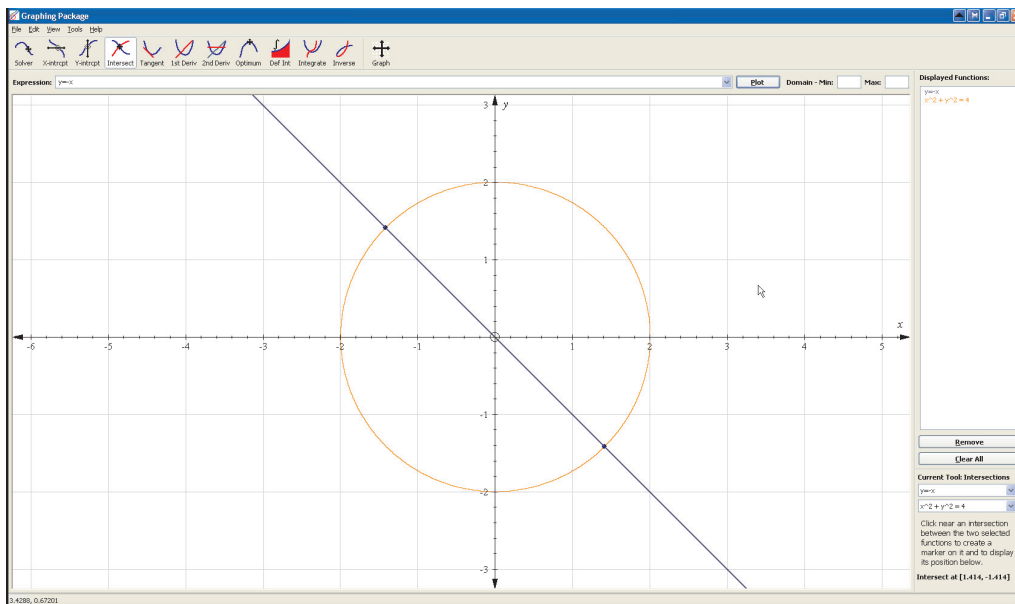 Graphing Package
File Edit View Tools Help
Solver X-intrcpt Y-intrcpt Intersect Tangent 1st Deriv 2nd Deriv Optimum Def Int Integrate Inverse Graph
Expression: y=-x Plot Domain - Min: Max:
Displayed Functions:
y=-x
x^2 + y^2 = 4
y
3
2
1
x
-6 -5 -4 -3 -2 -1 0 1 2 3 4 5
-1
-2
-3
Remove
Clear All
Current Tool: Intersections
y=-x
x^2 + y^2 = 4
Click near an intersection
between the two selected
functions to create a
marker on it and to display
its position below.
Intersect at [1.414, -1.414]
3.4288, 0.67201